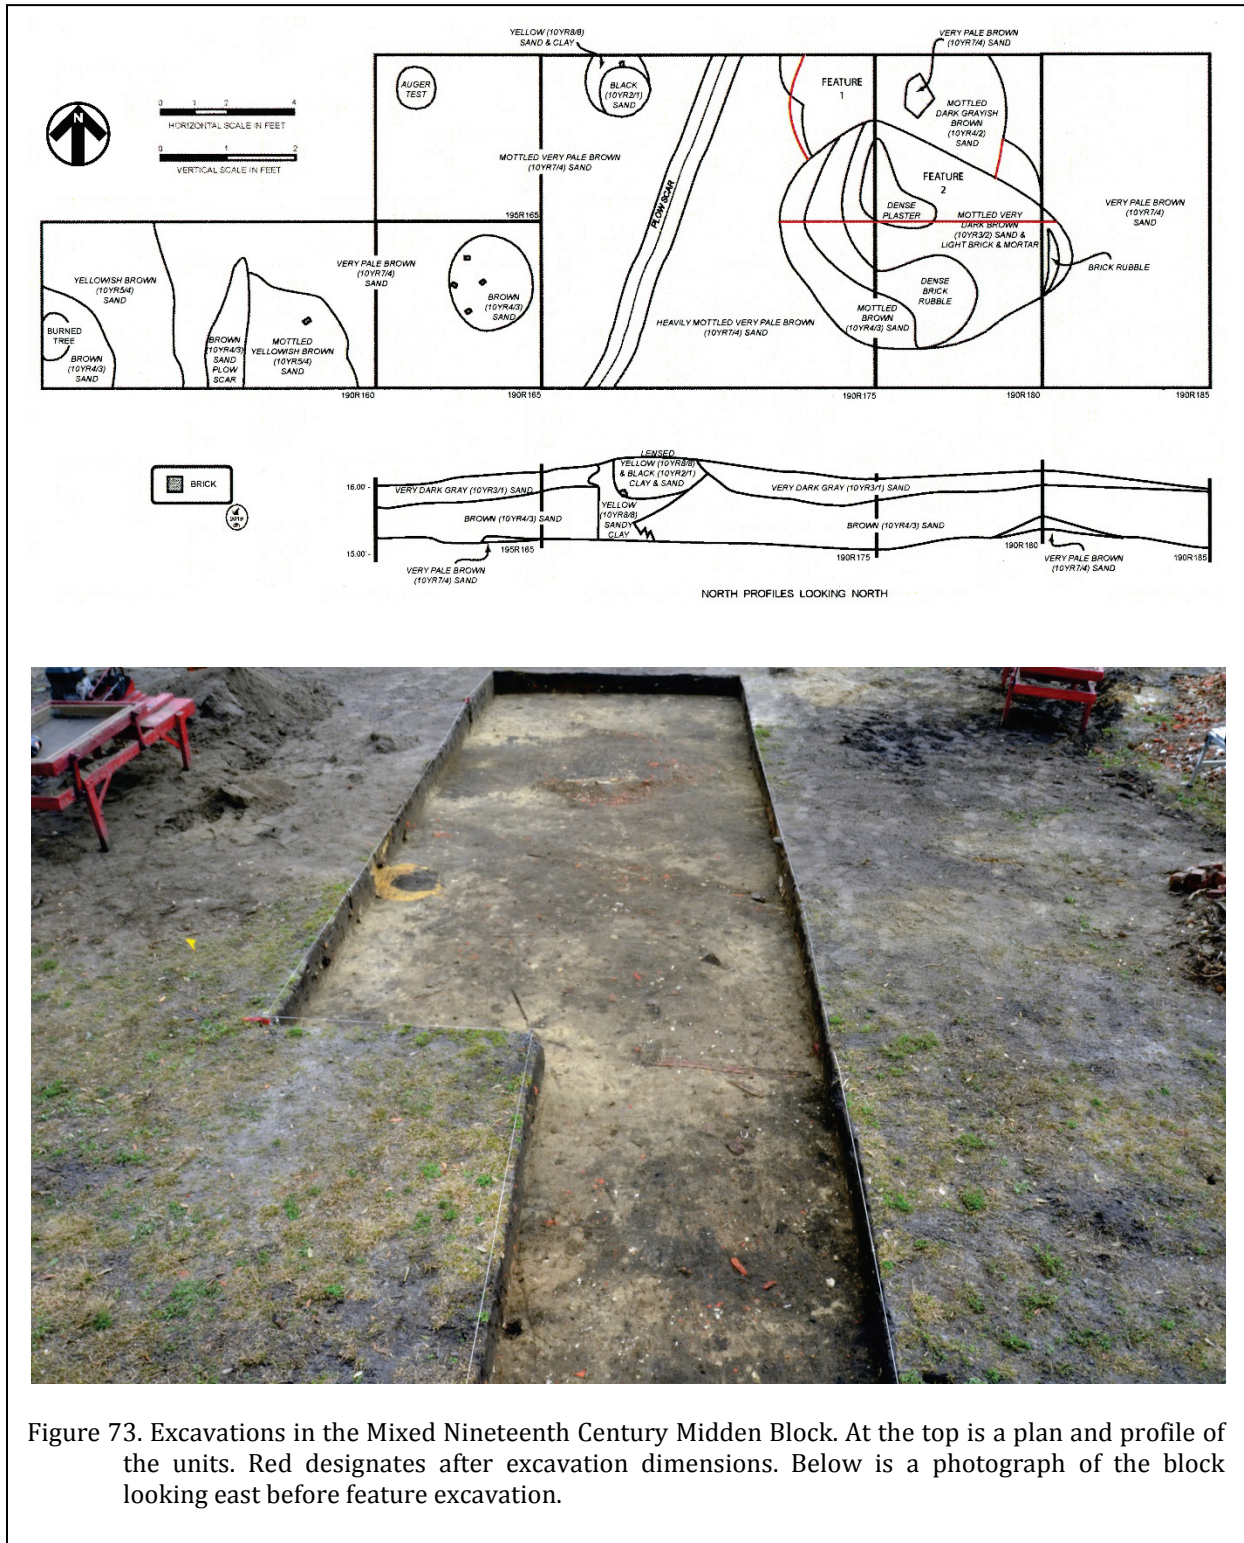 YELLOW (10YR8/8)
SAND & CLAY
VERY PALE BROWN
(10YR7/4) SAND
AUGER
TEST
BLACK
(10YR2/1)
SAND
FEATURE
1
MOTTLED
DARK GRAYISH
BROWN
(10YR4/2)
SAND
N
0 1 2 4
HORIZONTAL SCALE IN FEET
0 1 2
VERTICAL SCALE IN FEET
MOTTLED VERY PALE BROWN
(10YR7/4) SAND
PLOW SCAR
FEATURE
2
DENSE
PLASTER
MOTTLED VERY
DARK BROWN
(10YR3/2) SAND &
LIGHT BRICK & MORTAR
VERY PALE BROWN
(10YR7/4)
SAND
195R165
YELLOWISH BROWN
(10YR5/4)
SAND
VERY PALE BROWN
(10YR7/4)
SAND
BRICK RUBBLE
BROWN
(10YR4/3)
SAND
DENSE
BRICK
RUBBLE
BURNED
TREE
BROWN
(10YR4/3)
SAND
BROWN
(10YR4/3)
SAND
PLOW
SCAR
MOTTLED
YELLOWISH BROWN
(10YR5/4)
SAND
HEAVILY MOTTLED VERY PALE BROWN
(10YR7/4) SAND
MOTTLED
BROWN
(10YR4/3) SAND
190R160
190R165
190R175
190R180
190R185
BRICK
2019
16.00'-
15.00'-
LENSED
YELLOW (10YR8/8)
& BLACK (10YR2/1)
CLAY & SAND
VERY DARK GRAY (10YR3/1) SAND
VERY DARK GRAY (10YR3/1) SAND
YELLOW
(10YR8/8)
SANDY
CLAY
BROWN (10YR4/3) SAND
BROWN (10YR4/3) SAND
195R165
190R175
190R180
190R185
VERY PALE BROWN
(10YR7/4) SAND
VERY PALE BROWN
(10YR7/4) SAND
NORTH PROFILES LOOKING NORTH
Figure 73. Excavations in the Mixed Nineteenth Century Midden Block. At the top is a plan and profile of
the units. Red designates after excavation dimensions. Below is a photograph of the block
looking east before feature excavation.